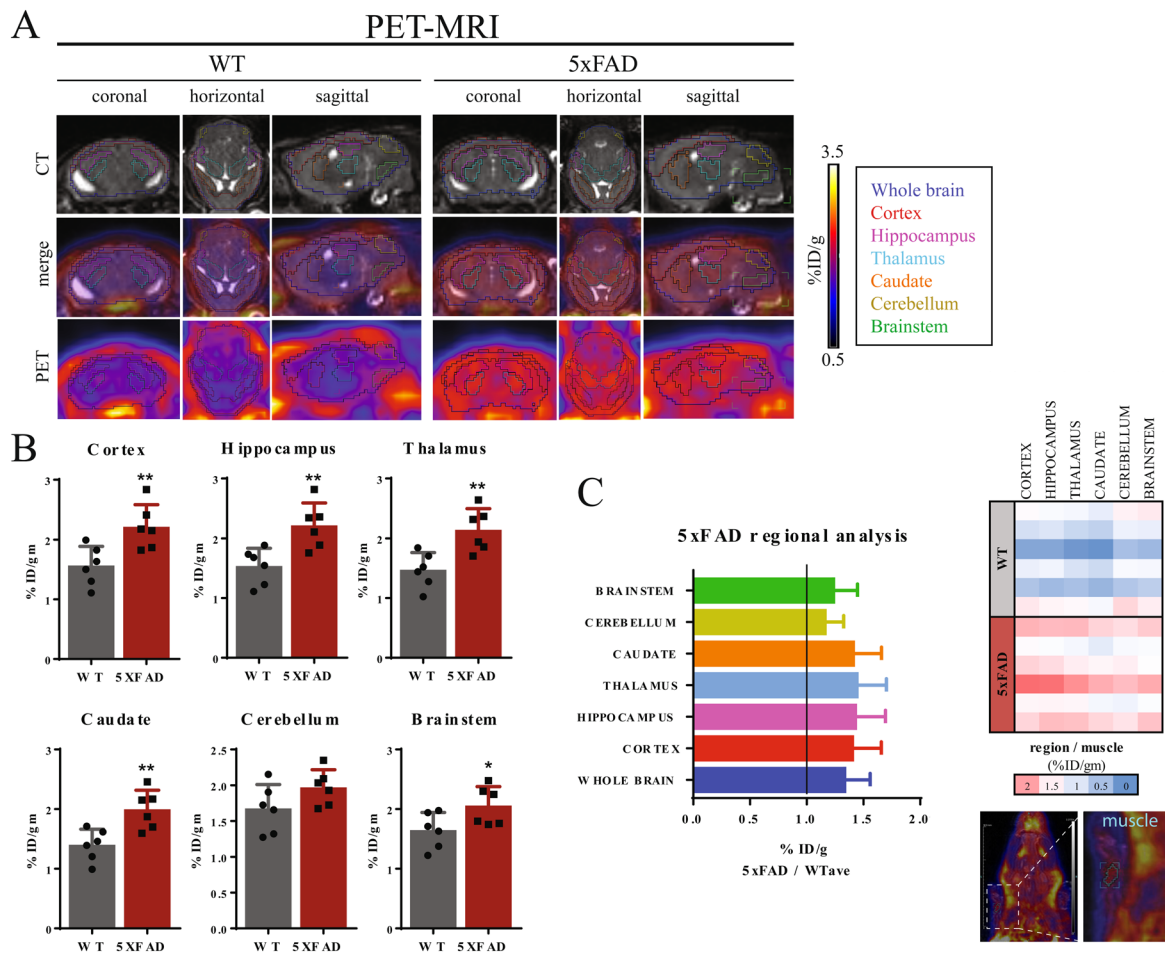 A
PET-MRI
WT
5xFAD
coronal horizontal sagittal
coronal horizontal sagittal
CT
merge
PET
3.5
%ID/g
0.5
Whole brain
Cortex
Hippocampus
Thalamus
Caudate
Cerebellum
Brainstem
B
Cortex
% ID/gm
3
2
1
0
**
WT 5XFAD
Hippocampus
% ID/gm
3
2
1
0
**
WT 5XFAD
Thalamus
% ID/gm
3
2
1
0
**
WT 5XFAD
Caudate
% ID/gm
3
2
1
0
**
WT 5XFAD
Cerebellum
% ID/gm
2.5
2.0
1.5
1.0
0.5
0.0
WT 5XFAD
Brainstem
% ID/gm
3
2
1
0
*
WT 5XFAD
C
5xFAD regional analysis
BRAINSTEM
CEREBELLUM
CAUDATE
THALAMUS
HIPPOCAMPUS
CORTEX
WHOLE BRAIN
0.0 0.5 1.0 1.5 2.0
% ID/g
5xFAD / WTave
CORTEX
HIPPOCAMPUS
THALAMUS
CAUDATE
CEREBELLUM
BRAINSTEM
WT
5xFAD
region / muscle
(%ID/gm)
2 1.5 1 0.5 0
muscle